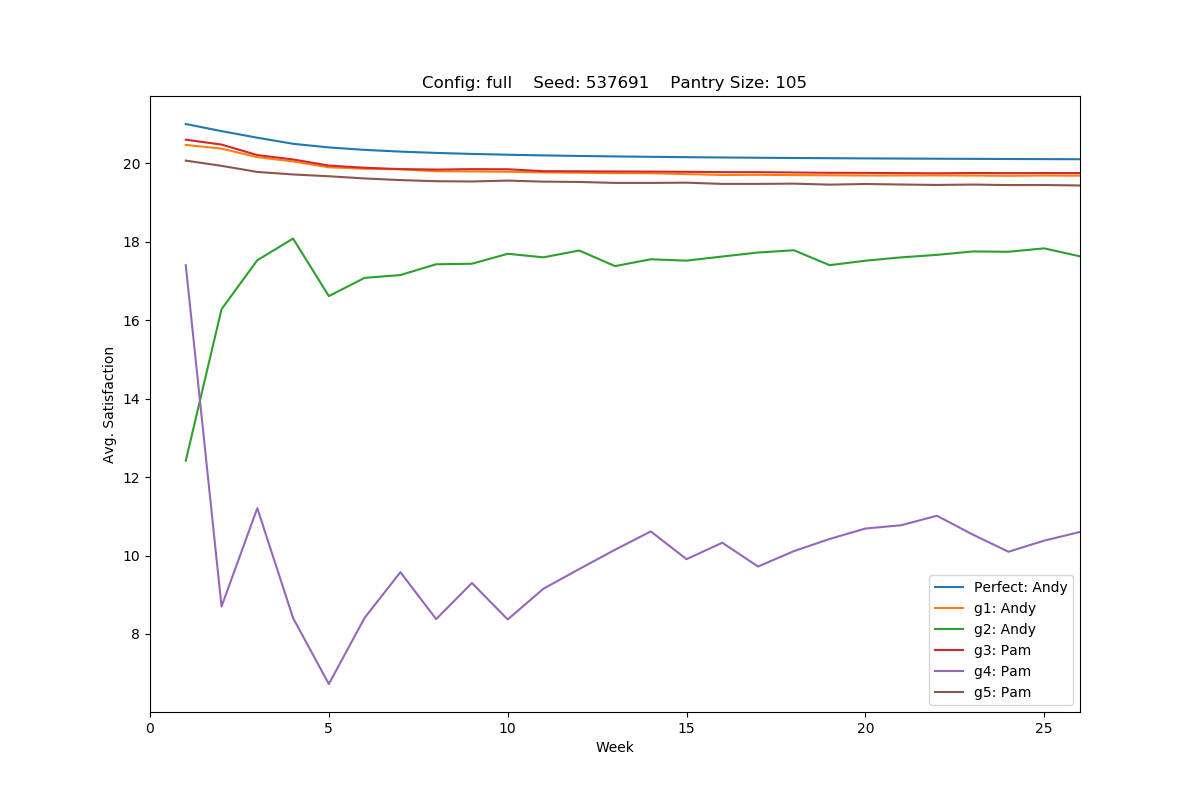 Config: full    Seed: 537691    Pantry Size: 105
20
18
16
14
12
10
8
Avg. Satisfaction
Perfect: Andy
g1: Andy
g2: Andy
g3: Pam
g4: Pam
g5: Pam
0 5 10 15 20 25
Week